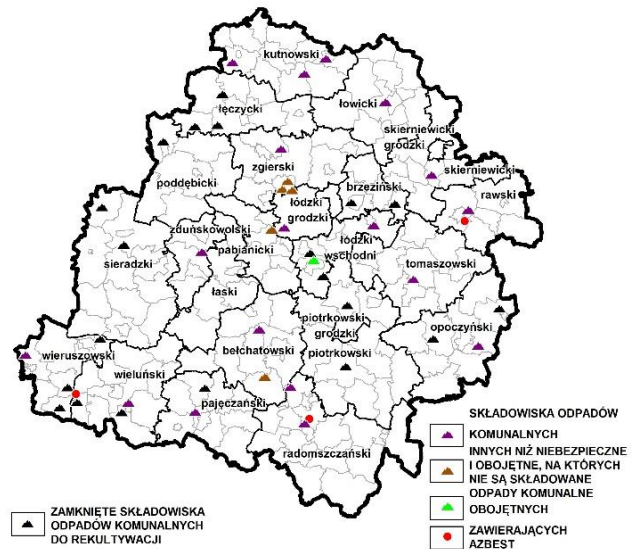 kutnowski
łęczycki
łowicki
skierniewicki
grodzki
skierniewicki
zgierski
poddębicki
brzeziński
rawski
łódzki
grodzki
zduńskowolski
pabianicki
łódzki
wschodni
sieradzki
tomaszowski
łaski
piotrkowski
grodzki
opoczyński
wieruszowski
bełchatowski
piotrkowski
wieluński
pajęczański
radomszczański
SKŁADOWISKA ODPADÓW
KOMUNALNYCH
INNYCH NIŻ NIEBEZPIECZNE
I OBOJĘTNE, NA KTÓRYCH
NIE SĄ SKŁADOWANE
ODPADY KOMUNALNE
OBOJĘTNYCH
ZAWIERAJĄCYCH
AZBEST
ZAMKNIĘTE SKŁADOWISKA
ODPADÓW KOMUNALNYCH
DO REKULTYWACJI